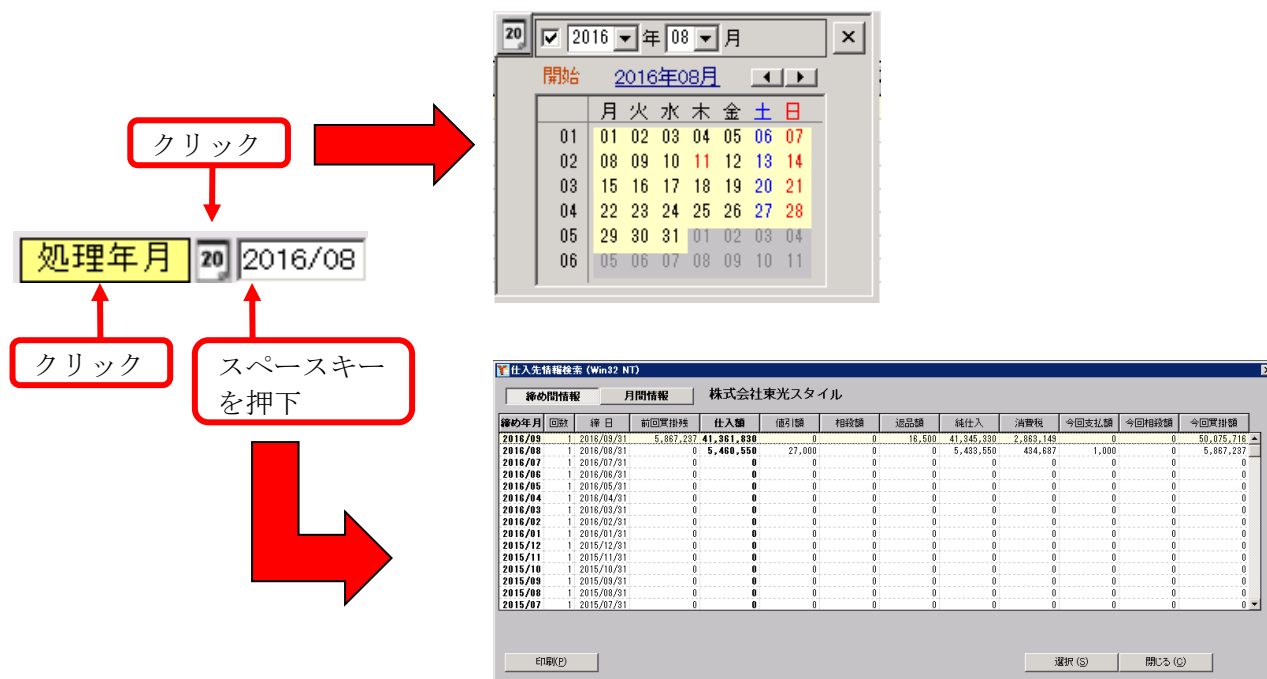 20 2016 年 08 月 ×
開始 2016年08月
月 火 水 木 金 土 日
01 01 02 03 04 05 06 07
02 08 09 10 11 12 13 14
03 15 16 17 18 19 20 21
04 22 23 24 25 26 27 28
05 29 30 31 01 02 03 04
06 05 06 07 08 09 10 11
クリック
処理年月 20 2016/08
クリック
スペースキー
を押下
仕入先情報検索 (Win32 NT)
締め間情報 月間情報 株式会社東光スタイル
締め年月 回数 締 日 前回買掛残 仕入額 値引額 相殺額 返品額 純仕入 消費税 今回支払額 今回相殺額 今回買掛額
2016/09 1 2016/09/31 5,867,237 41,361,830 0 0 16,500 41,345,330 2,863,149 0 0 50,075,716
2016/08 1 2016/08/31 0 5,460,550 27,000 0 0 5,433,550 434,687 1,000 0 5,867,237
2016/07 1 2016/07/31 0 0 0 0 0 0 0 0 0 0
2016/06 1 2016/06/31 0 0 0 0 0 0 0 0 0 0
2016/05 1 2016/05/31 0 0 0 0 0 0 0 0 0 0
2016/04 1 2016/04/31 0 0 0 0 0 0 0 0 0 0
2016/03 1 2016/03/31 0 0 0 0 0 0 0 0 0 0
2016/02 1 2016/02/31 0 0 0 0 0 0 0 0 0 0
2016/01 1 2016/01/31 0 0 0 0 0 0 0 0 0 0
2015/12 1 2015/12/31 0 0 0 0 0 0 0 0 0 0
2015/11 1 2015/11/31 0 0 0 0 0 0 0 0 0 0
2015/10 1 2015/10/31 0 0 0 0 0 0 0 0 0 0
2015/09 1 2015/09/31 0 0 0 0 0 0 0 0 0 0
2015/08 1 2015/08/31 0 0 0 0 0 0 0 0 0 0
2015/07 1 2015/07/31 0 0 0 0 0 0 0 0 0 0
印刷(P) 選択(S) 閉じる(C)